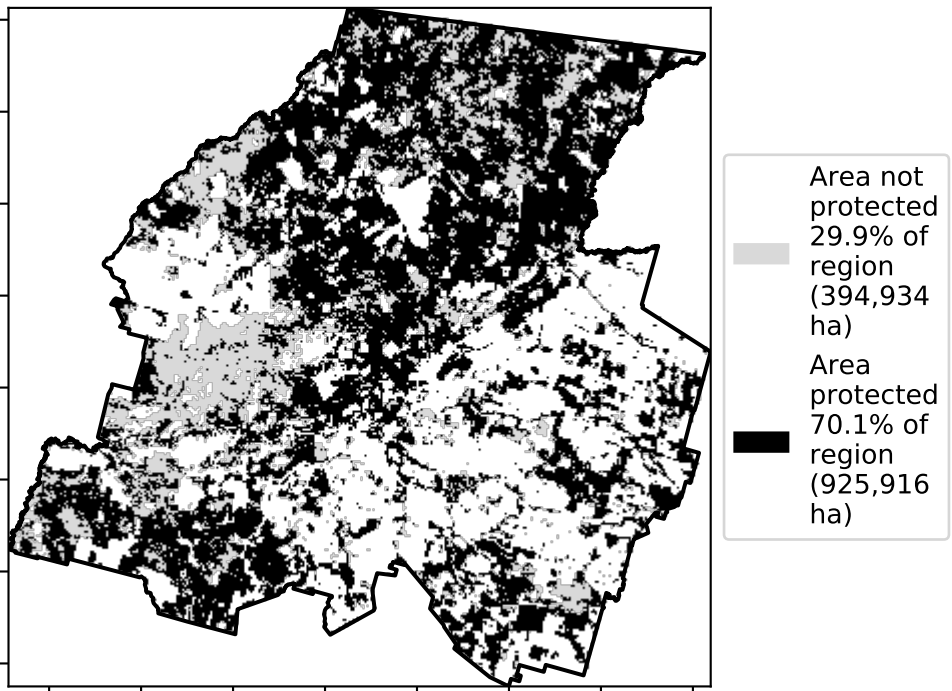 Area not
protected
29.9% of
region
(394,934
ha)
Area
protected
70.1% of
region
(925,916
ha)